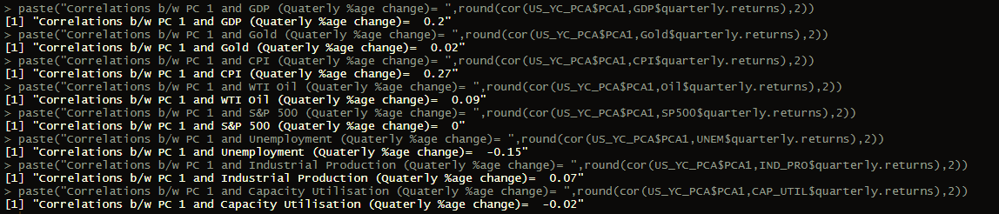 > paste("Correlations b/w PC 1 and GDP (Quaterly %age change)= ",round(cor(US_YC_PCA$PCA1,GDP$quarterly.returns),2))
[1] "Correlations b/w PC 1 and GDP (Quaterly %age change)=  0.2"
> paste("Correlations b/w PC 1 and Gold (Quaterly %age change)= ",round(cor(US_YC_PCA$PCA1,Gold$quarterly.returns),2))
[1] "Correlations b/w PC 1 and Gold (Quaterly %age change)=  0.02"
> paste("Correlations b/w PC 1 and CPI (Quaterly %age change)= ",round(cor(US_YC_PCA$PCA1,CPI$quarterly.returns),2))
[1] "Correlations b/w PC 1 and CPI (Quaterly %age change)=  0.27"
> paste("Correlations b/w PC 1 and WTI Oil (Quaterly %age change)= ",round(cor(US_YC_PCA$PCA1,Oil$quarterly.returns),2))
[1] "Correlations b/w PC 1 and WTI Oil (Quaterly %age change)=  0.09"
> paste("Correlations b/w PC 1 and S&P 500 (Quaterly %age change)= ",round(cor(US_YC_PCA$PCA1,SP500$quarterly.returns),2))
[1] "Correlations b/w PC 1 and S&P 500 (Quaterly %age change)=  0"
> paste("Correlations b/w PC 1 and Unemployment (Quaterly %age change)= ",round(cor(US_YC_PCA$PCA1,UNEM$quarterly.returns),2))
[1] "Correlations b/w PC 1 and Unemployment (Quaterly %age change)=  -0.15"
> paste("Correlations b/w PC 1 and Industrial Production (Quaterly %age change)= ",round(cor(US_YC_PCA$PCA1,IND_PRO$quarterly.returns),2))
[1] "Correlations b/w PC 1 and Industrial Production (Quaterly %age change)=  0.07"
> paste("Correlations b/w PC 1 and Capacity Utilisation (Quaterly %age change)= ",round(cor(US_YC_PCA$PCA1,CAP_UTIL$quarterly.returns),2))
[1] "Correlations b/w PC 1 and Capacity Utilisation (Quaterly %age change)=  -0.02"